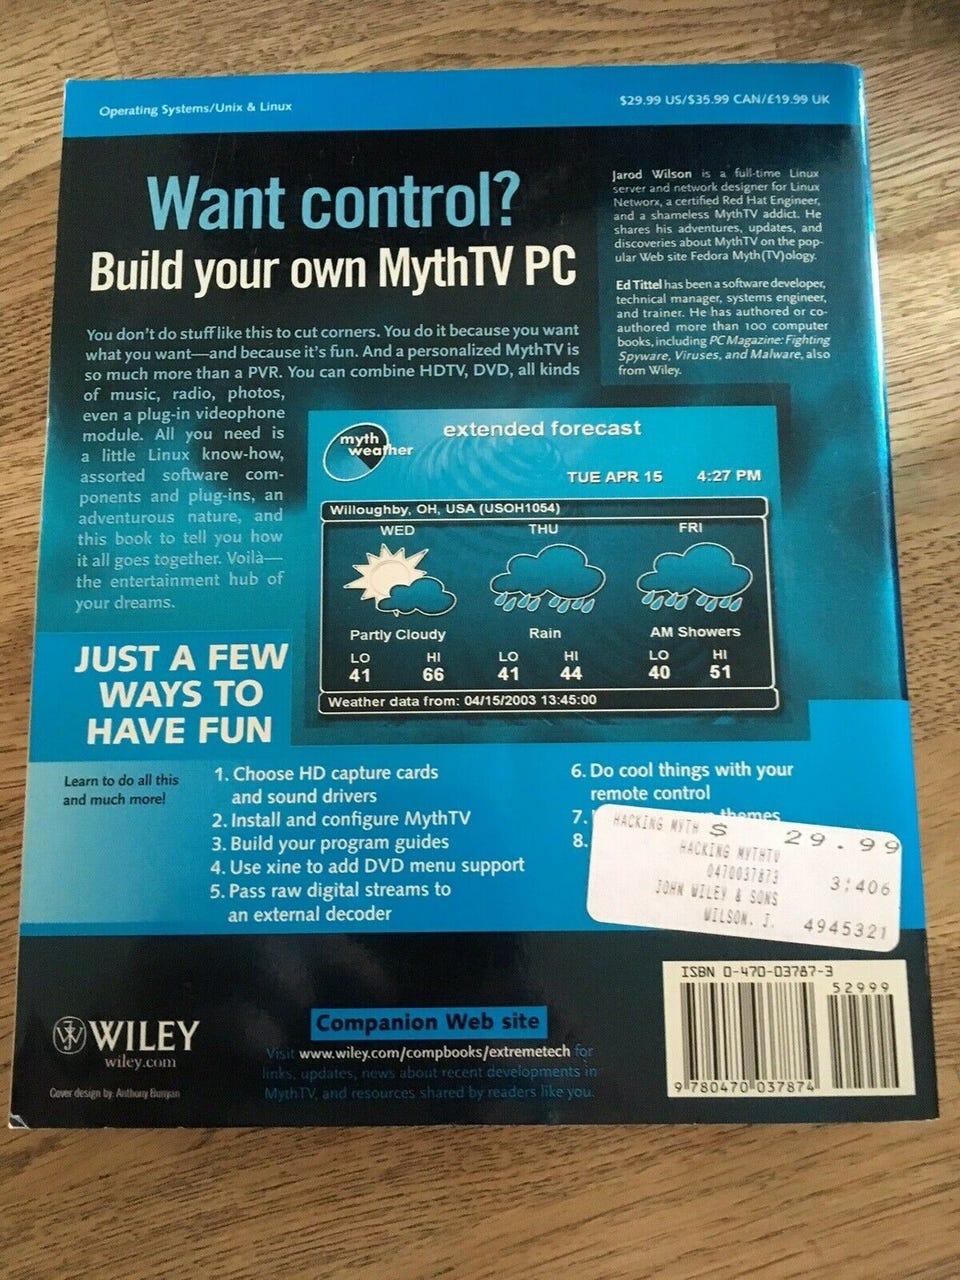 Operating Systems/Unix & Linux
$29.99 US/$35.99 CAN/£19.99 UK
Want control?
Build your own MythTV PC
You don't do stuff like this to cut corners. You do it because you want
what you want—and because it's fun. And a personalized MythTV is
so much more than a PVR. You can combine HDTV, DVD, all kinds
of music, radio, photos,
even a plug-in videophone
module. All you need is
a little Linux know-how,
assorted software com-
ponents and plug-ins, an
adventurous nature, and
this book to tell you how
it all goes together. Voilà—
the entertainment hub of
your dreams.
Jarod Wilson is a full-time Linux
server and network designer for Linux
Networx, a certified Red Hat Engineer,
and a shameless MythTV addict. He
shares his adventures, updates, and
discoveries about MythTV on the pop-
ular Web site Fedora Myth(TV)ology.
Ed Tittel has been a software developer,
technical manager, systems engineer,
and trainer. He has authored or co-
authored more than 100 computer
books, including PC Magazine: Fighting
Spyware, Viruses, and Malware, also
from Wiley.
myth
weather
extended forecast
TUE APR 15 4:27 PM
Willoughby, OH, USA (USOH1054)
WED THU FRI
Partly Cloudy Rain AM Showers
LO HI LO HI LO HI
41 66 41 44 40 51
Weather data from: 04/15/2003 13:45:00
JUST A FEW
WAYS TO
HAVE FUN
Learn to do all this
and much more!
1. Choose HD capture cards
and sound drivers
2. Install and configure MythTV
3. Build your program guides
4. Use xine to add DVD menu support
5. Pass raw digital streams to
an external decoder
6. Do cool things with your
remote control
7. themes
8.
HACKING MYTH S 29.99
HACKING MYTHTV
0470037873 3:406
JOHN WILEY & SONS
WILSON, J. 4945321
ISBN 0-470-03787-3
52999
9 780470 037874
WILEY
wiley.com
Cover design by: Anthony Bunyan
Companion Web site
Visit www.wiley.com/compbooks/extremetech for
links, updates, news about recent developments in
MythTV, and resources shared by readers like you.